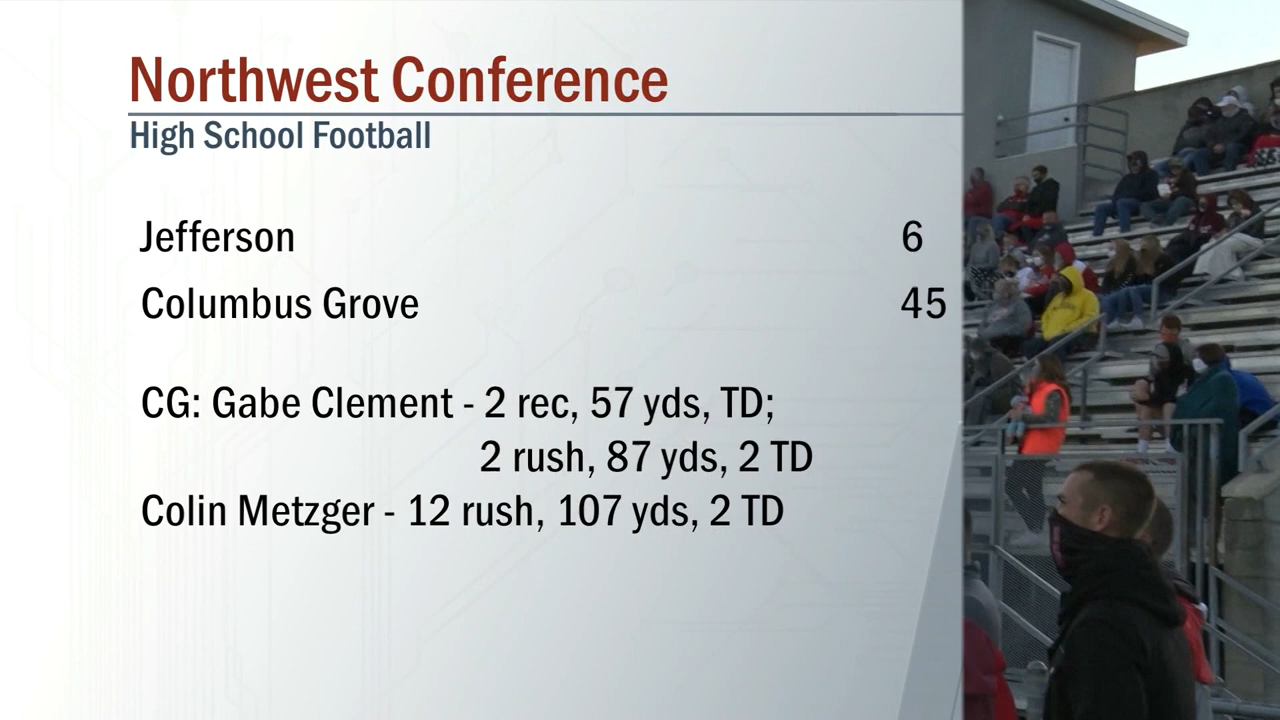 Northwest Conference
High School Football
Jefferson 6
Columbus Grove 45
CG: Gabe Clement - 2 rec, 57 yds, TD;
2 rush, 87 yds, 2 TD
Colin Metzger - 12 rush, 107 yds, 2 TD